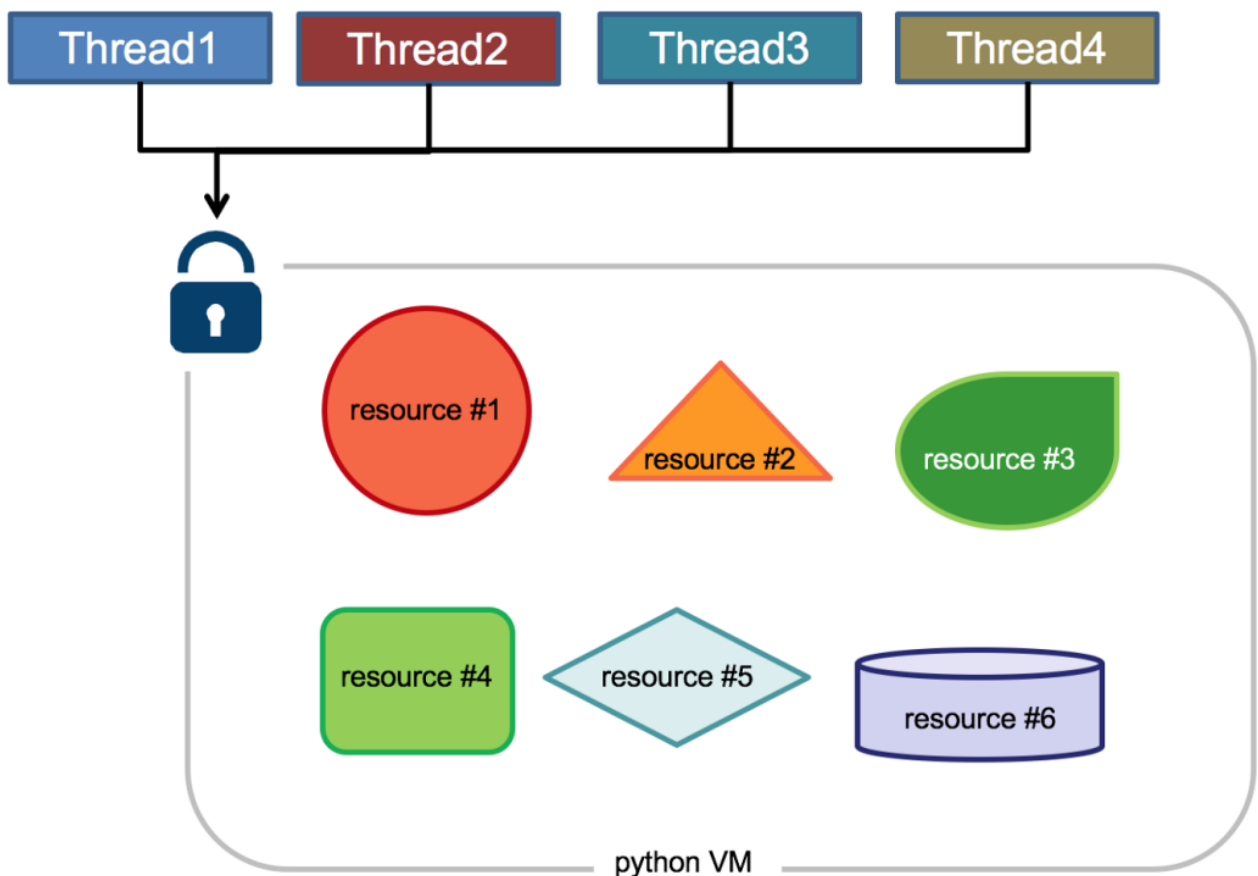 Thread1
Thread2
Thread3
Thread4
resource #1
resource #2
resource #3
resource #4
resource #5
resource #6
python VM